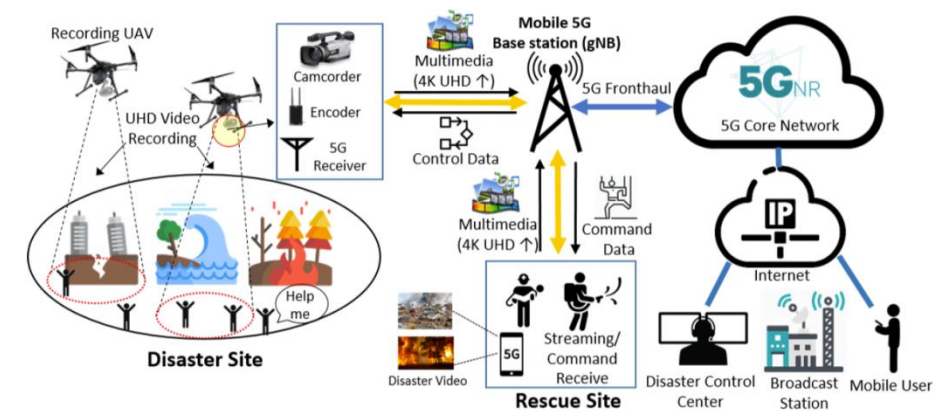 Recording UAV
UHD Video
Recording
Help
me
Disaster Site
Camcorder
Encoder
5G
Receiver
Multimedia
(4K UHD ↑)
Control Data
Mobile 5G
Base station (gNB)
5G Fronthaul
5G NR
5G Core Network
Multimedia
(4K UHD ↑)
Command
Data
Disaster Video
5G
Streaming/
Command
Receive
Rescue Site
IP
Internet
Disaster Control
Center
Broadcast
Station
Mobile User